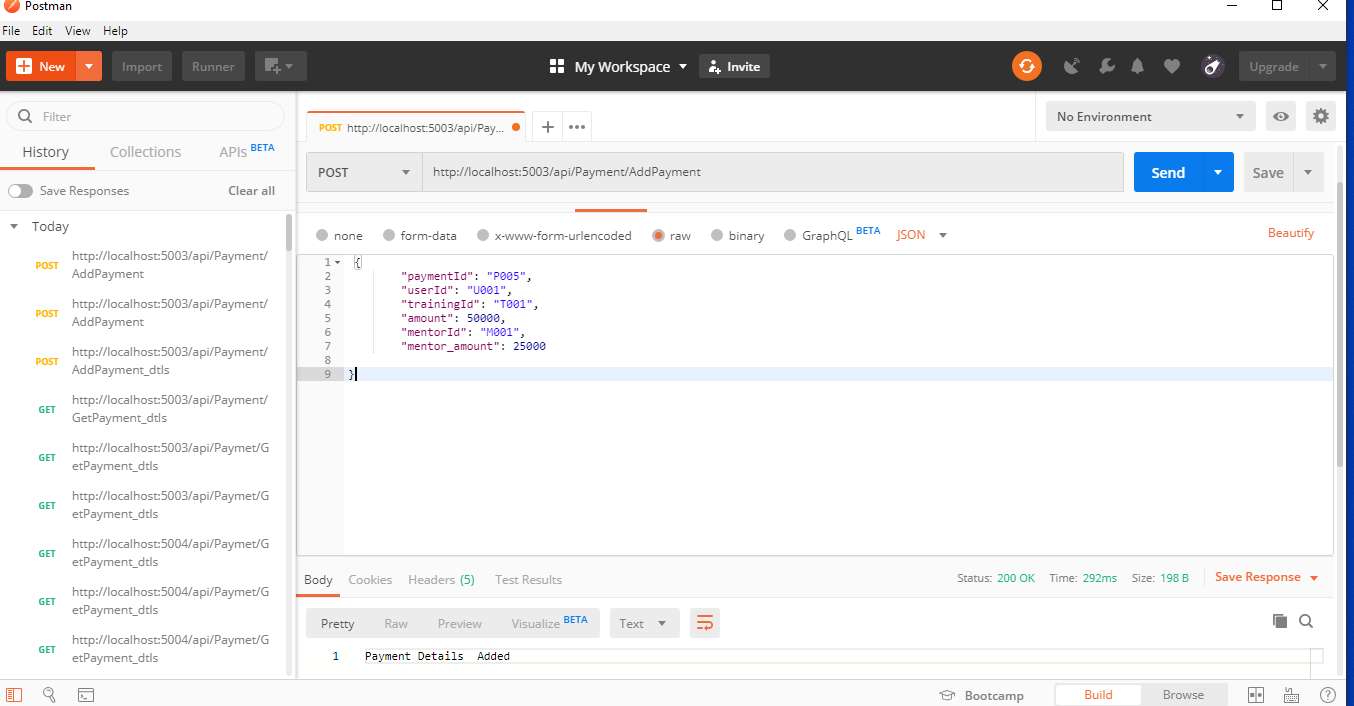 Postman
File Edit View Help
New
Import
Runner
My Workspace
Invite
Upgrade
Filter
History
Collections
APIs BETA
Save Responses
Clear all
Today
POST http://localhost:5003/api/Payment/
AddPayment
POST http://localhost:5003/api/Payment/
AddPayment
POST http://localhost:5003/api/Payment/
AddPayment_dtls
GET http://localhost:5003/api/Payment/
GetPayment_dtls
GET http://localhost:5003/api/Paymet/G
etPayment_dtls
GET http://localhost:5003/api/Paymet/G
etPayment_dtls
GET http://localhost:5004/api/Paymet/G
etPayment_dtls
GET http://localhost:5004/api/Paymet/G
etPayment_dtls
GET http://localhost:5004/api/Paymet/G
etPayment_dtls
POST http://localhost:5003/api/Pay...
No Environment
POST http://localhost:5003/api/Payment/AddPayment
Send
Save
none form-data x-www-form-urlencoded raw binary GraphQL BETA JSON
Beautify
1 {
2 "paymentId": "P005",
3 "userId": "U001",
4 "trainingId": "T001",
5 "amount": 50000,
6 "mentorId": "M001",
7 "mentor_amount": 25000
8
9 }
Body Cookies Headers (5) Test Results
Status: 200 OK Time: 292ms Size: 198 B
Save Response
Pretty Raw Preview Visualize BETA Text
1 Payment Details Added
Bootcamp
Build
Browse